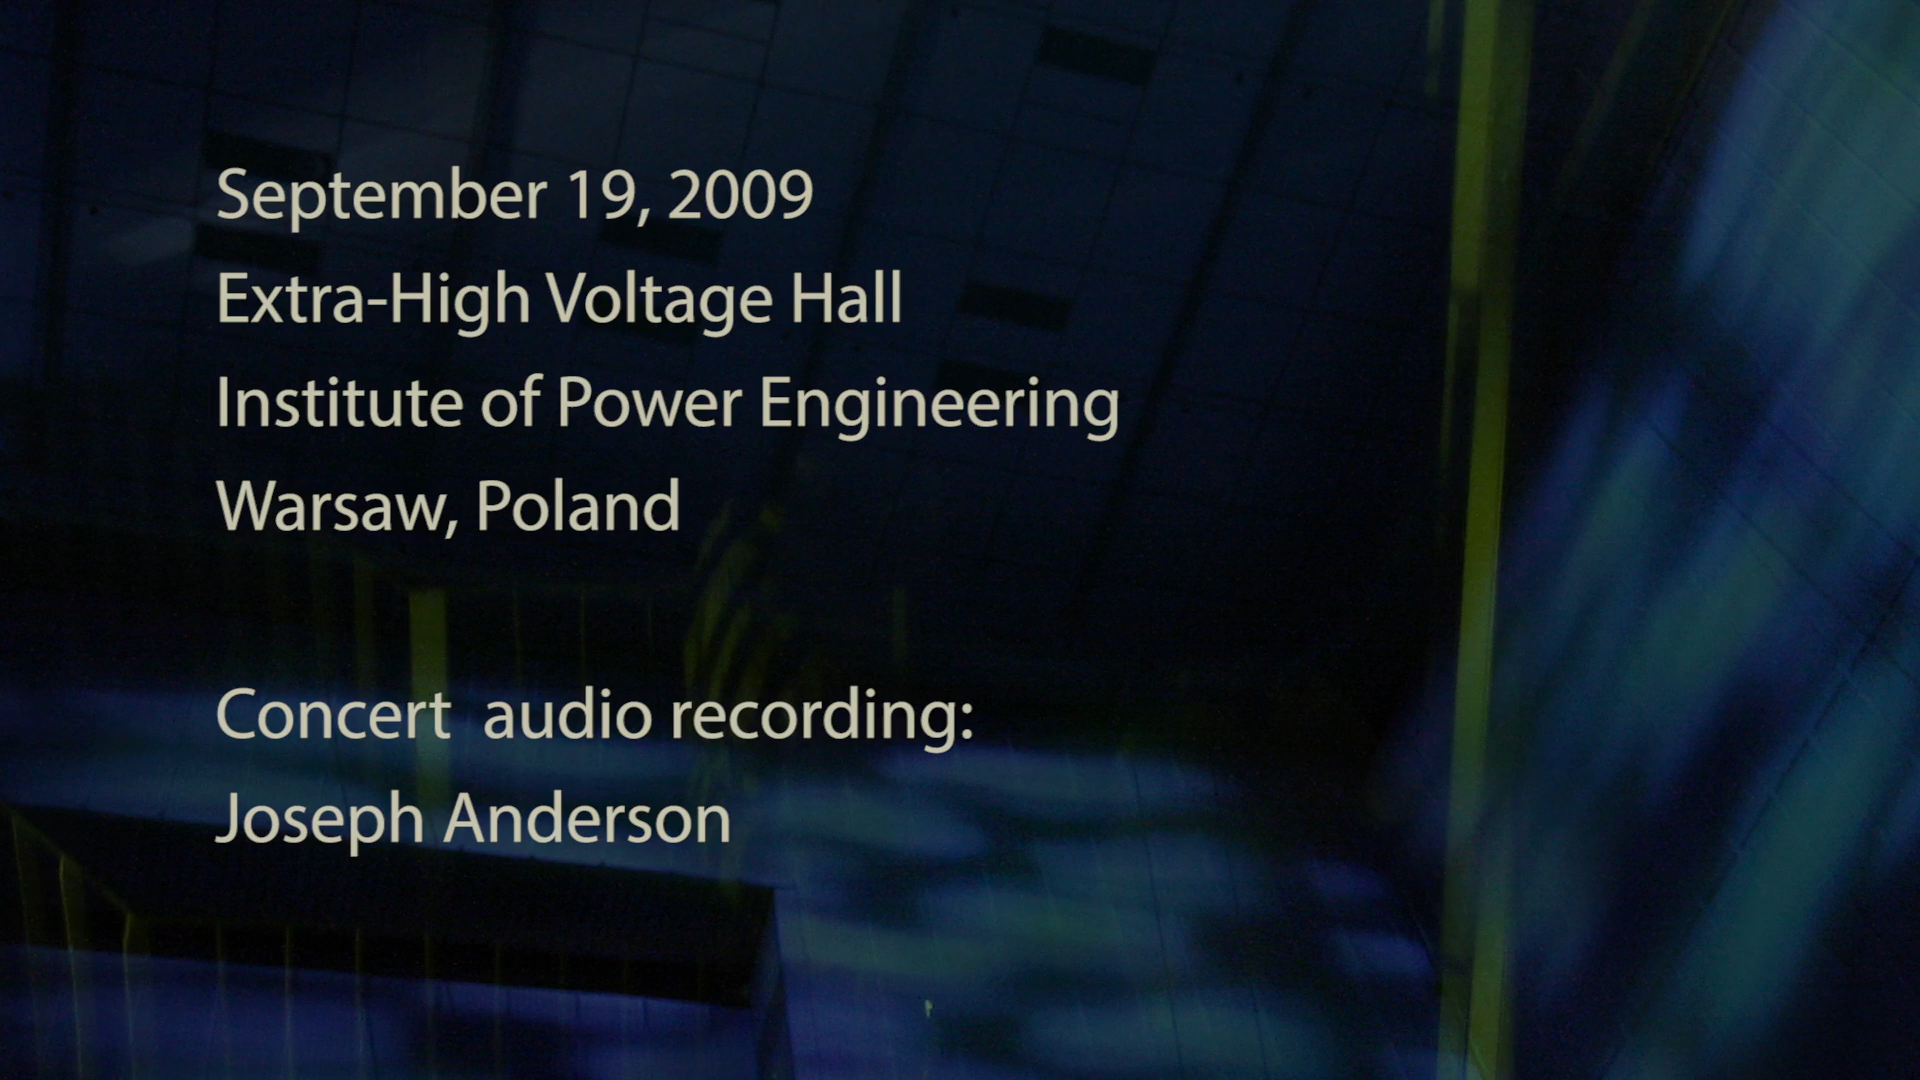 September 19, 2009
Extra-High Voltage Hall
Institute of Power Engineering
Warsaw, Poland
Concert  audio recording:
Joseph Anderson